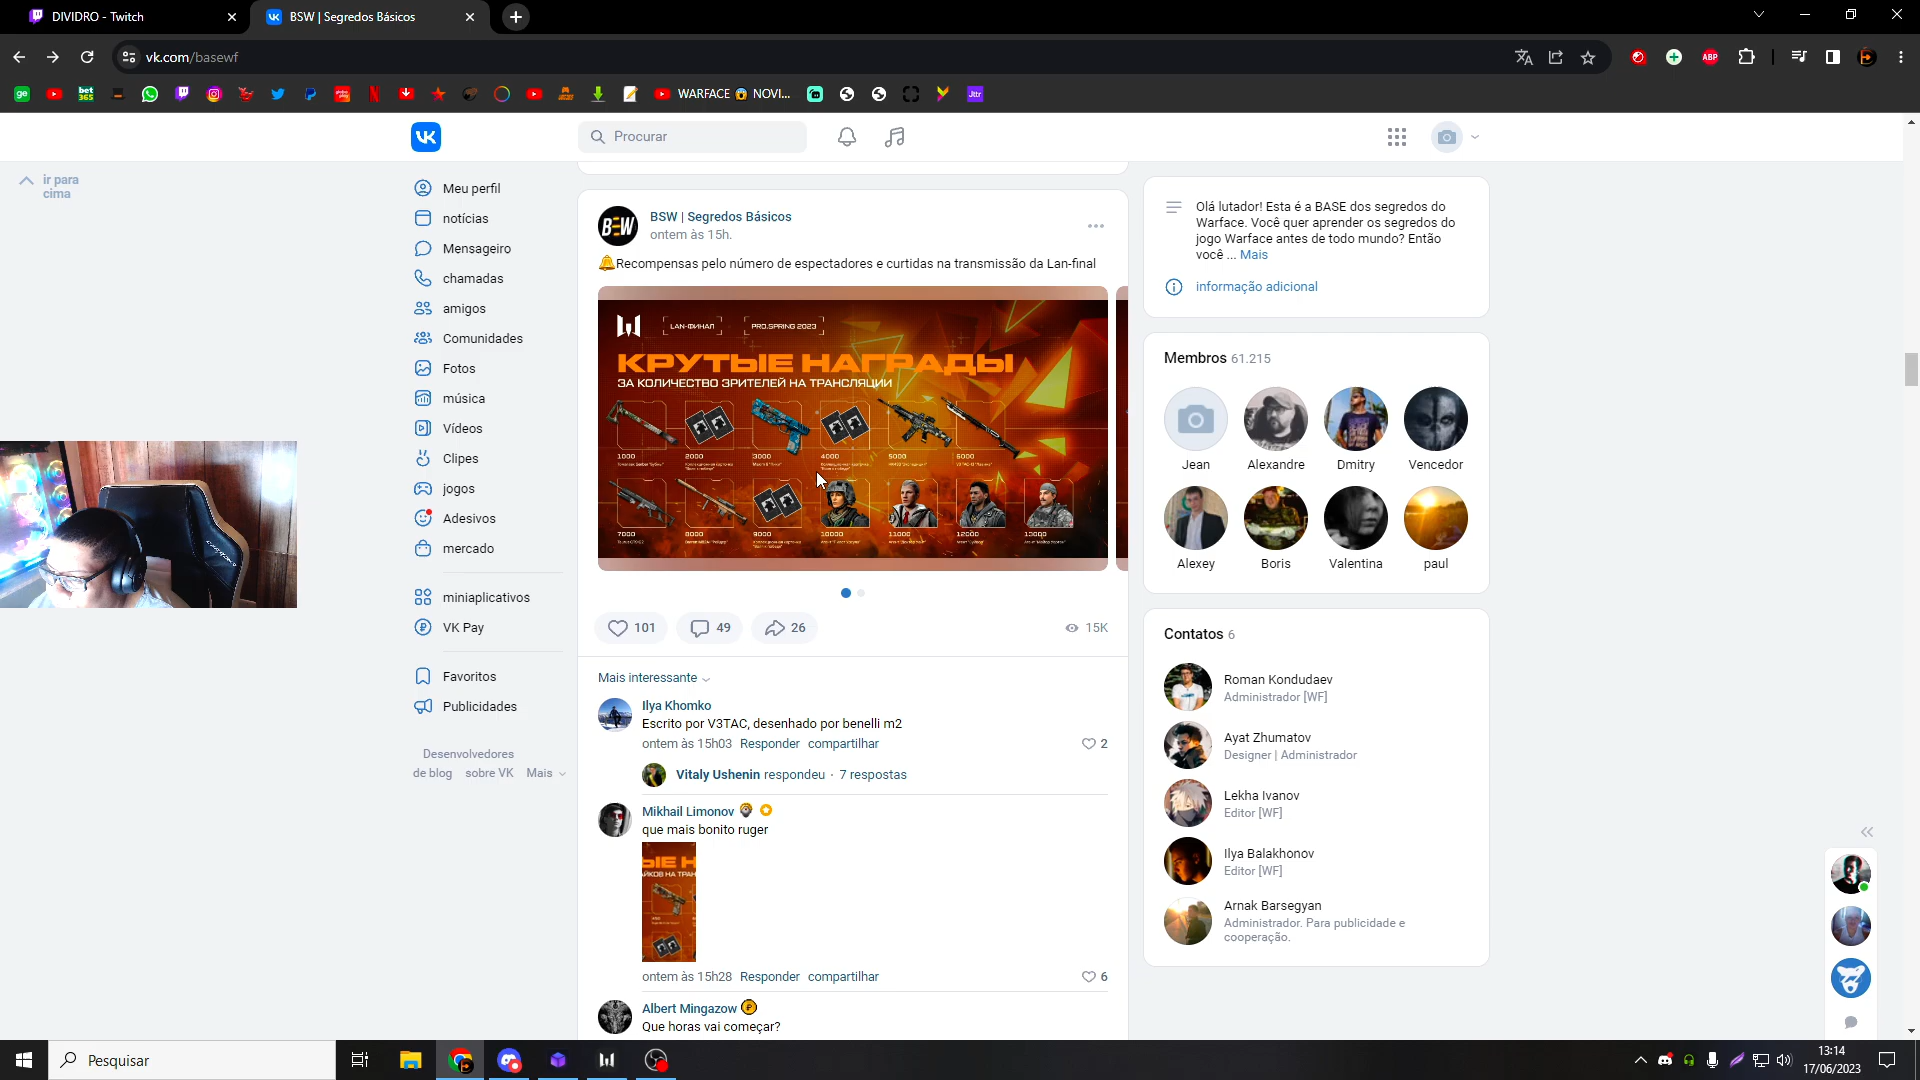 DIVIDRO - Twitch
BSW | Segredos Básicos
vk.com/basewf
WARFACE 😱 NOVI...
Procurar
ir para
cima
Meu perfil
notícias
Mensageiro
chamadas
amigos
Comunidades
Fotos
música
Vídeos
Clipes
jogos
Adesivos
mercado
miniaplicativos
VK Pay
Favoritos
Publicidades
Desenvolvedores
de blog sobre VK Mais
BSW | Segredos Básicos
ontem às 15h.
🔔Recompensas pelo número de espectadores e curtidas na transmissão da Lan-final
LAN-ФИНАЛ PRO.SPRING 2023
КРУТЫЕ НАГРАДЫ
ЗА КОЛИЧЕСТВО ЗРИТЕЛЕЙ НА ТРАНСЛЯЦИИ
1000 2000 3000 4000 5000 6000
7000 8000 9000 10000 11000 12000 13000
101 49 26 15K
Mais interessante
Ilya Khomko
Escrito por V3TAC, desenhado por benelli m2
ontem às 15h03 Responder compartilhar 2
Vitaly Ushenin respondeu · 7 respostas
Mikhail Limonov
que mais bonito ruger
ontem às 15h28 Responder compartilhar 6
Albert Mingazow
Que horas vai começar?
Olá lutador! Esta é a BASE dos segredos do
Warface. Você quer aprender os segredos do
jogo Warface antes de todo mundo? Então
você ... Mais
informação adicional
Membros 61.215
Jean Alexandre Dmitry Vencedor
Alexey Boris Valentina paul
Contatos 6
Roman Kondudaev
Administrador [WF]
Ayat Zhumatov
Designer | Administrador
Lekha Ivanov
Editor [WF]
Ilya Balakhonov
Editor [WF]
Arnak Barsegyan
Administrador. Para publicidade e
cooperação.
Pesquisar
13:14
17/06/2023